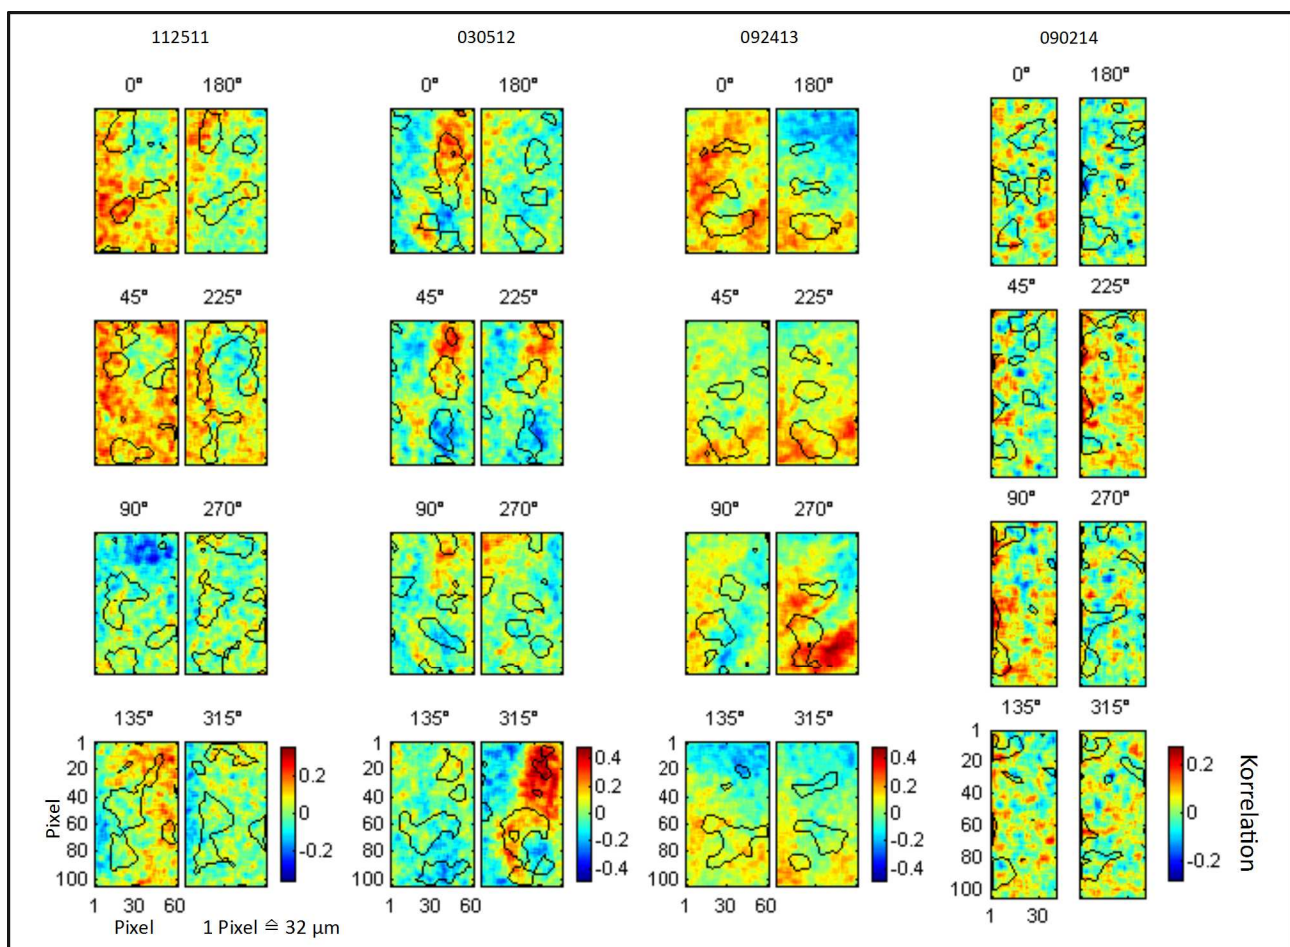 112511 030512 092413 090214
0° 180° 0° 180° 0° 180° 0° 180°
45° 225° 45° 225° 45° 225° 45° 225°
90° 270° 90° 270° 90° 270° 90° 270°
135° 315° 135° 315° 135° 315° 135° 315°
1 1 1 1
20 0.2 20 0.4 20 0.4 20 0.2
40 40 0.2 40 0.2 40
60 0 60 0 60 0 60 0
80 -0.2 80 -0.2 80 -0.2 80 -0.2
100 100 -0.4 100 -0.4 100
Pixel
Korrelation
1 30 60 1 30 60 1 30 60 1 30
Pixel 1 Pixel ≙ 32 µm